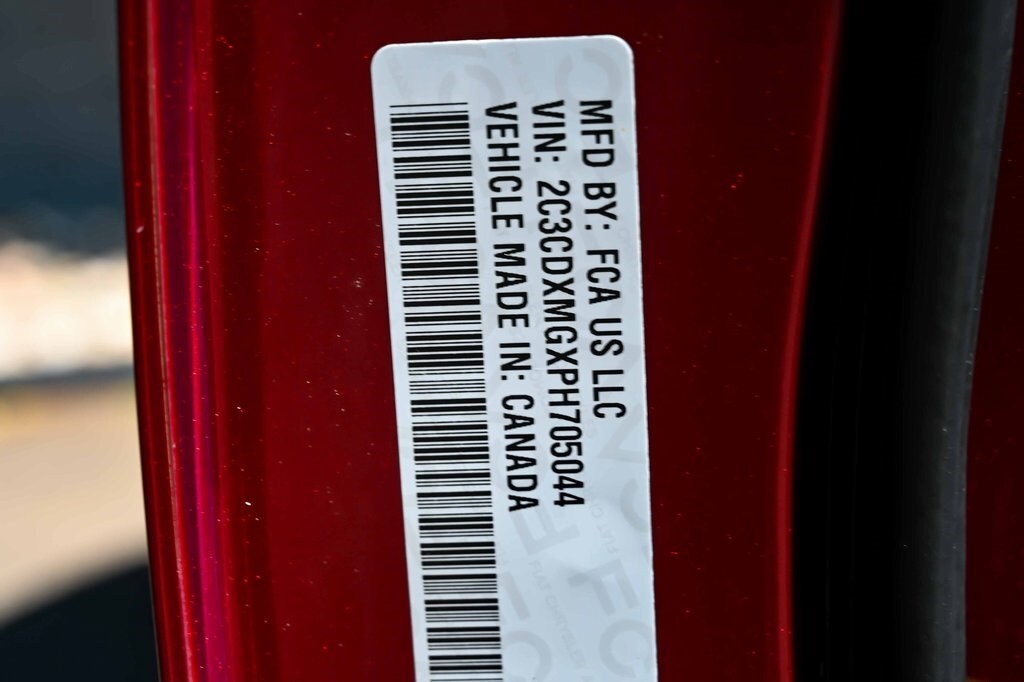 MFD BY: FCA US LLC
VIN: 2C3CDXMGXPH705044
VEHICLE MADE IN: CANADA